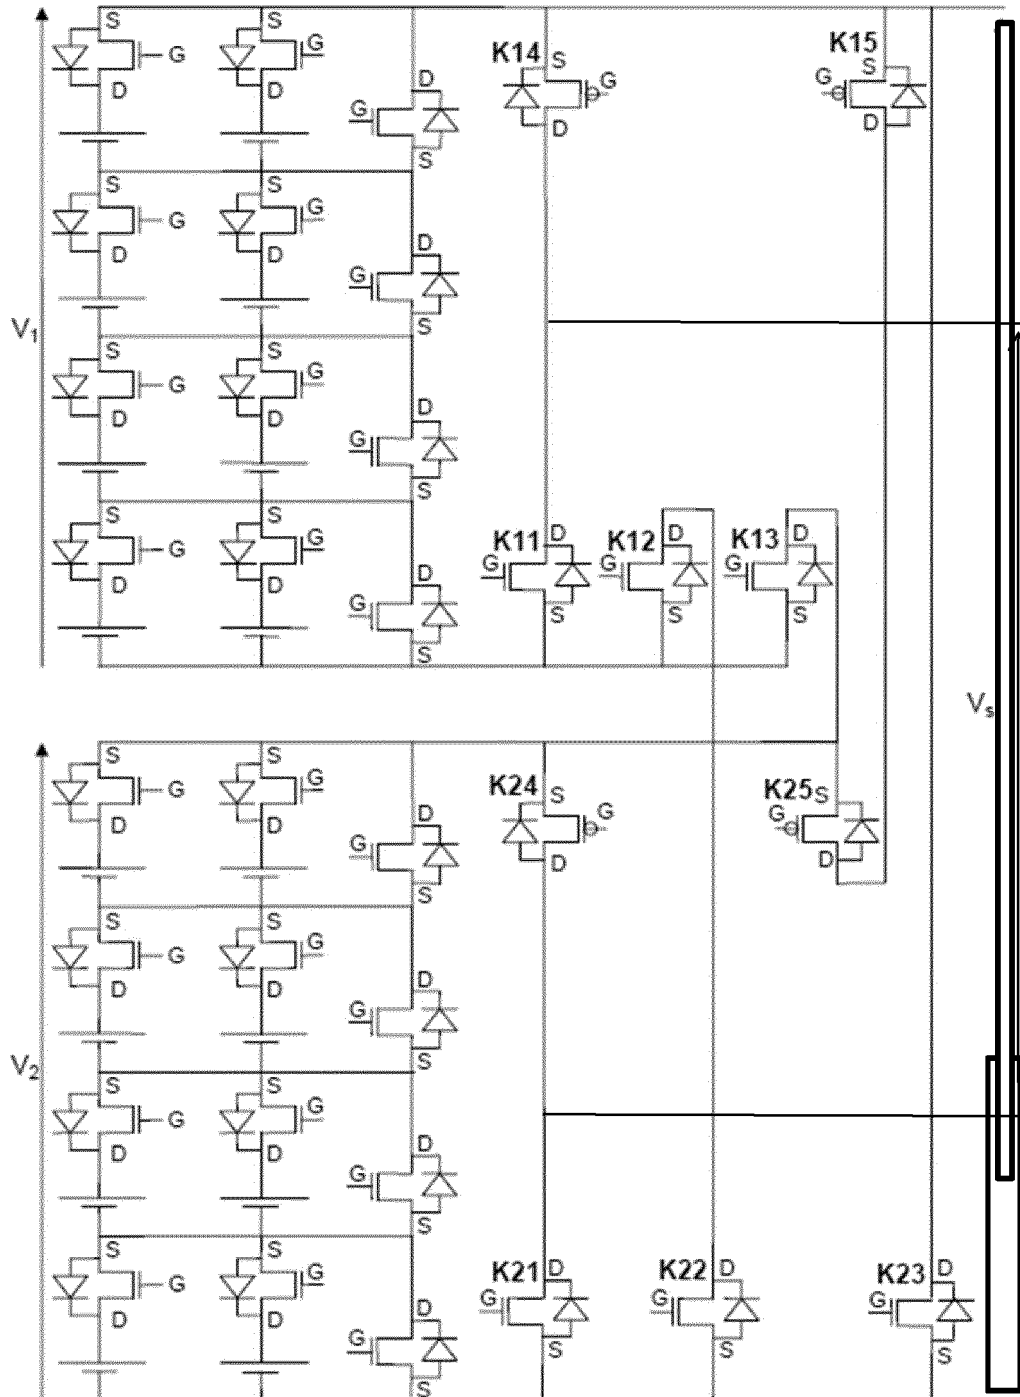 S S K14 S K15 S
G G D G G
D D G D D
S
S S
G G
D D D
G
V₁ S
S S
G G
D D D
G
S
S S
G G K11 D K12 D K13 D
D D D G G G
G S S S
S
Vₛ
S S K24 S K25 S
G G G G
D D D D D
G
S
S S
G G
D D D
G
V₂ S
S S
G G
D D D
G
S
S S
G G K21 D K22 D K23 D
D D D G G G
G S S S
S